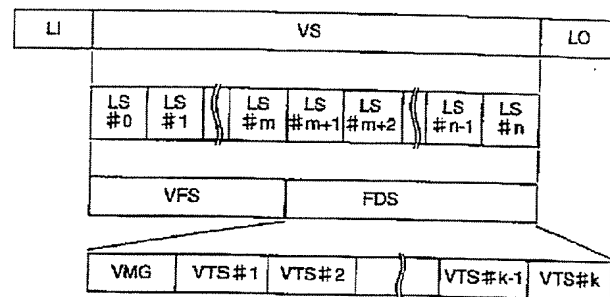 LI VS LO
LS #0 LS #1 LS #m LS #m+1 LS #m+2 LS #n-1 LS #n
VFS FDS
VMG VTS#1 VTS#2 VTS#k-1 VTS#k